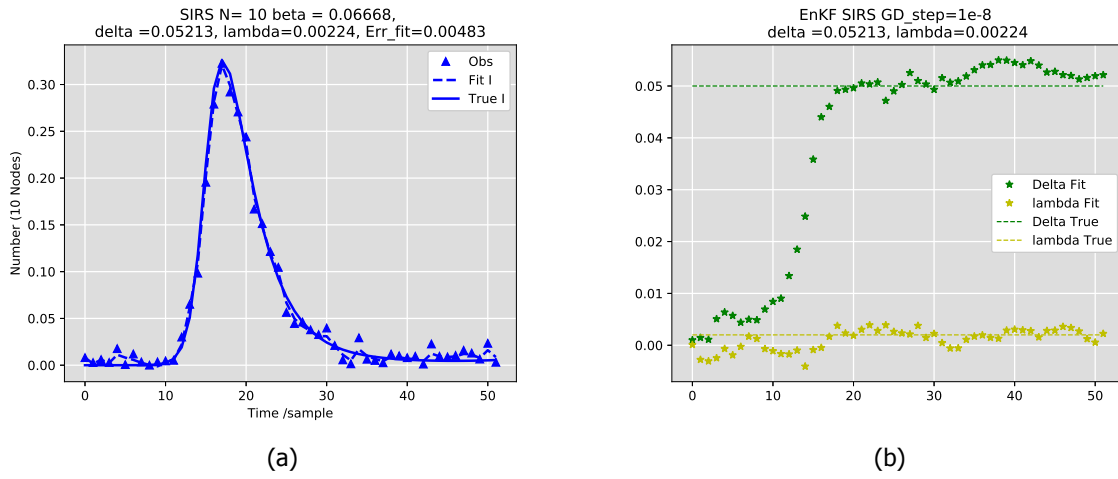 SIRS N= 10 beta = 0.06668,
delta =0.05213, lambda=0.00224, Err_fit=0.00483
Obs
Fit I
True I
0.30
0.25
0.20
0.15
0.10
0.05
0.00
Number (10 Nodes)
0 10 20 30 40 50
Time /sample
(a)
EnKF SIRS GD_step=1e-8
delta =0.05213, lambda=0.00224
0.05
0.04
0.03
0.02
0.01
0.00
Delta Fit
lambda Fit
Delta True
lambda True
0 10 20 30 40 50
(b)